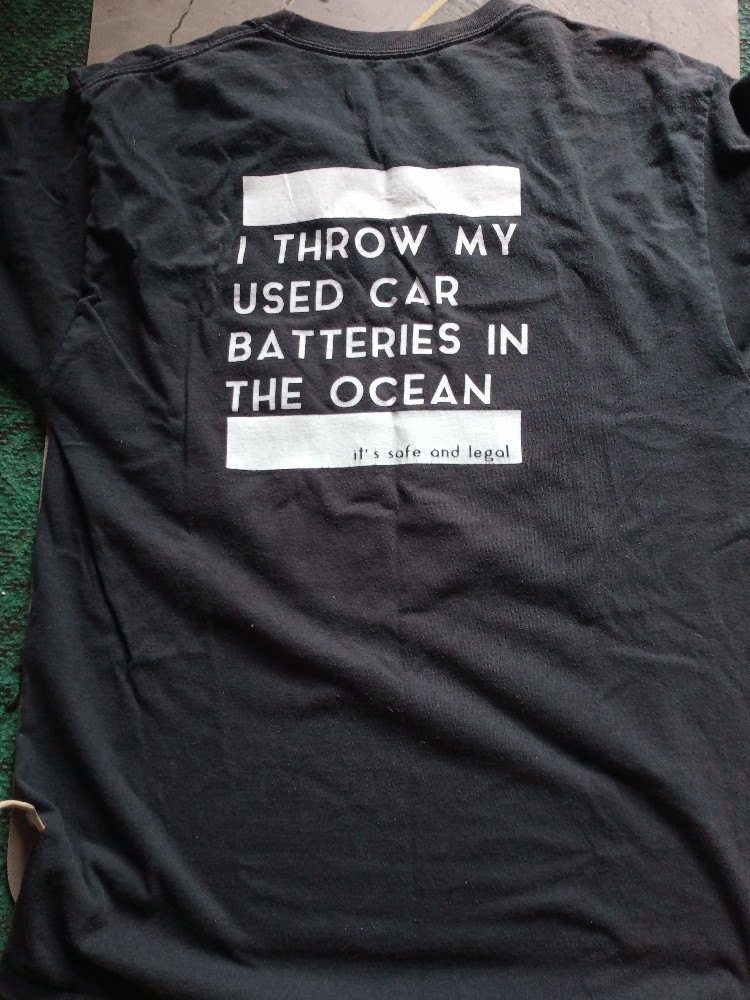 I THROW MY
USED CAR
BATTERIES IN
THE OCEAN
it's safe and legal